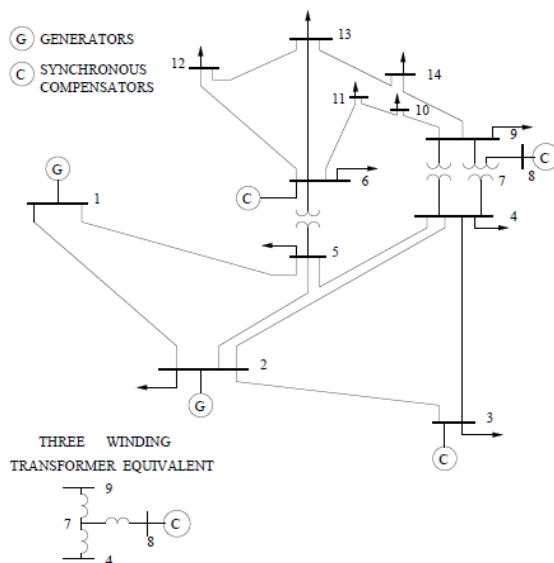 G GENERATORS
C SYNCHRONOUS
COMPENSATORS
13
12
14
11
10
9
C
8
7
G
1
C
6
4
5
2
G
3
C
THREE WINDING
TRANSFORMER EQUIVALENT
9
7
C
8
4